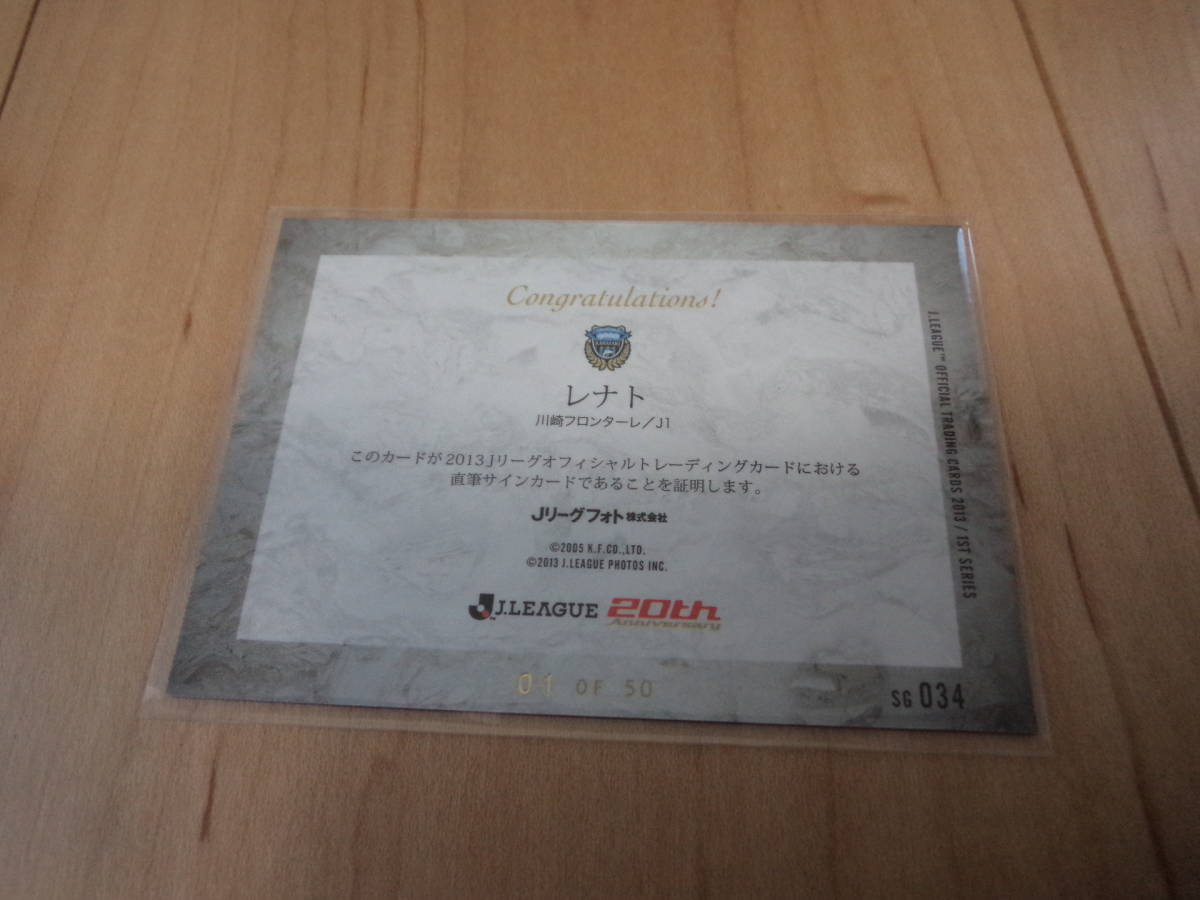 Congratulations!
レナト
川崎フロンターレ/J1
このカードが2013Jリーグオフィシャルトレーディングカードにおける
直筆サインカードであることを証明します。
Jリーグフォト株式会社
©2005 K.F.CO.,LTD.
©2013 J.LEAGUE PHOTOS INC.
J.LEAGUE 20th
Anniversary
01 OF 50
SG 034
J.LEAGUE™ OFFICIAL TRADING CARDS 2013 / 1ST SERIES